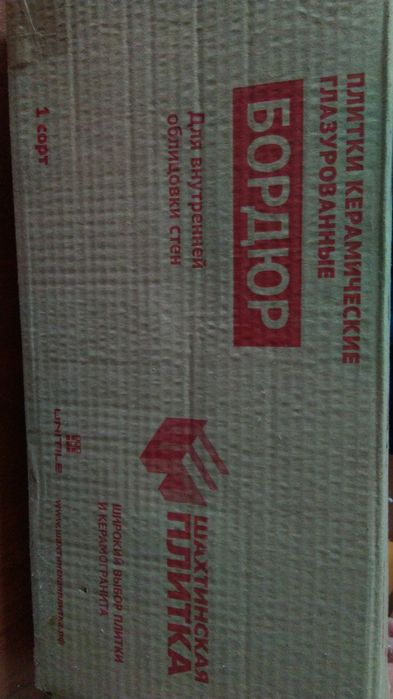 ПЛИТКИ КЕРАМИЧЕСКИЕ
ГЛАЗУРОВАННЫЕ
БОРДЮР
Для внутренней
облицовки стен
1 сорт
ШАХТИНСКАЯ
ПЛИТКА
ШИРОКИЙ ВЫБОР ПЛИТКИ
И КЕРАМОГРАНИТА
UNITILE